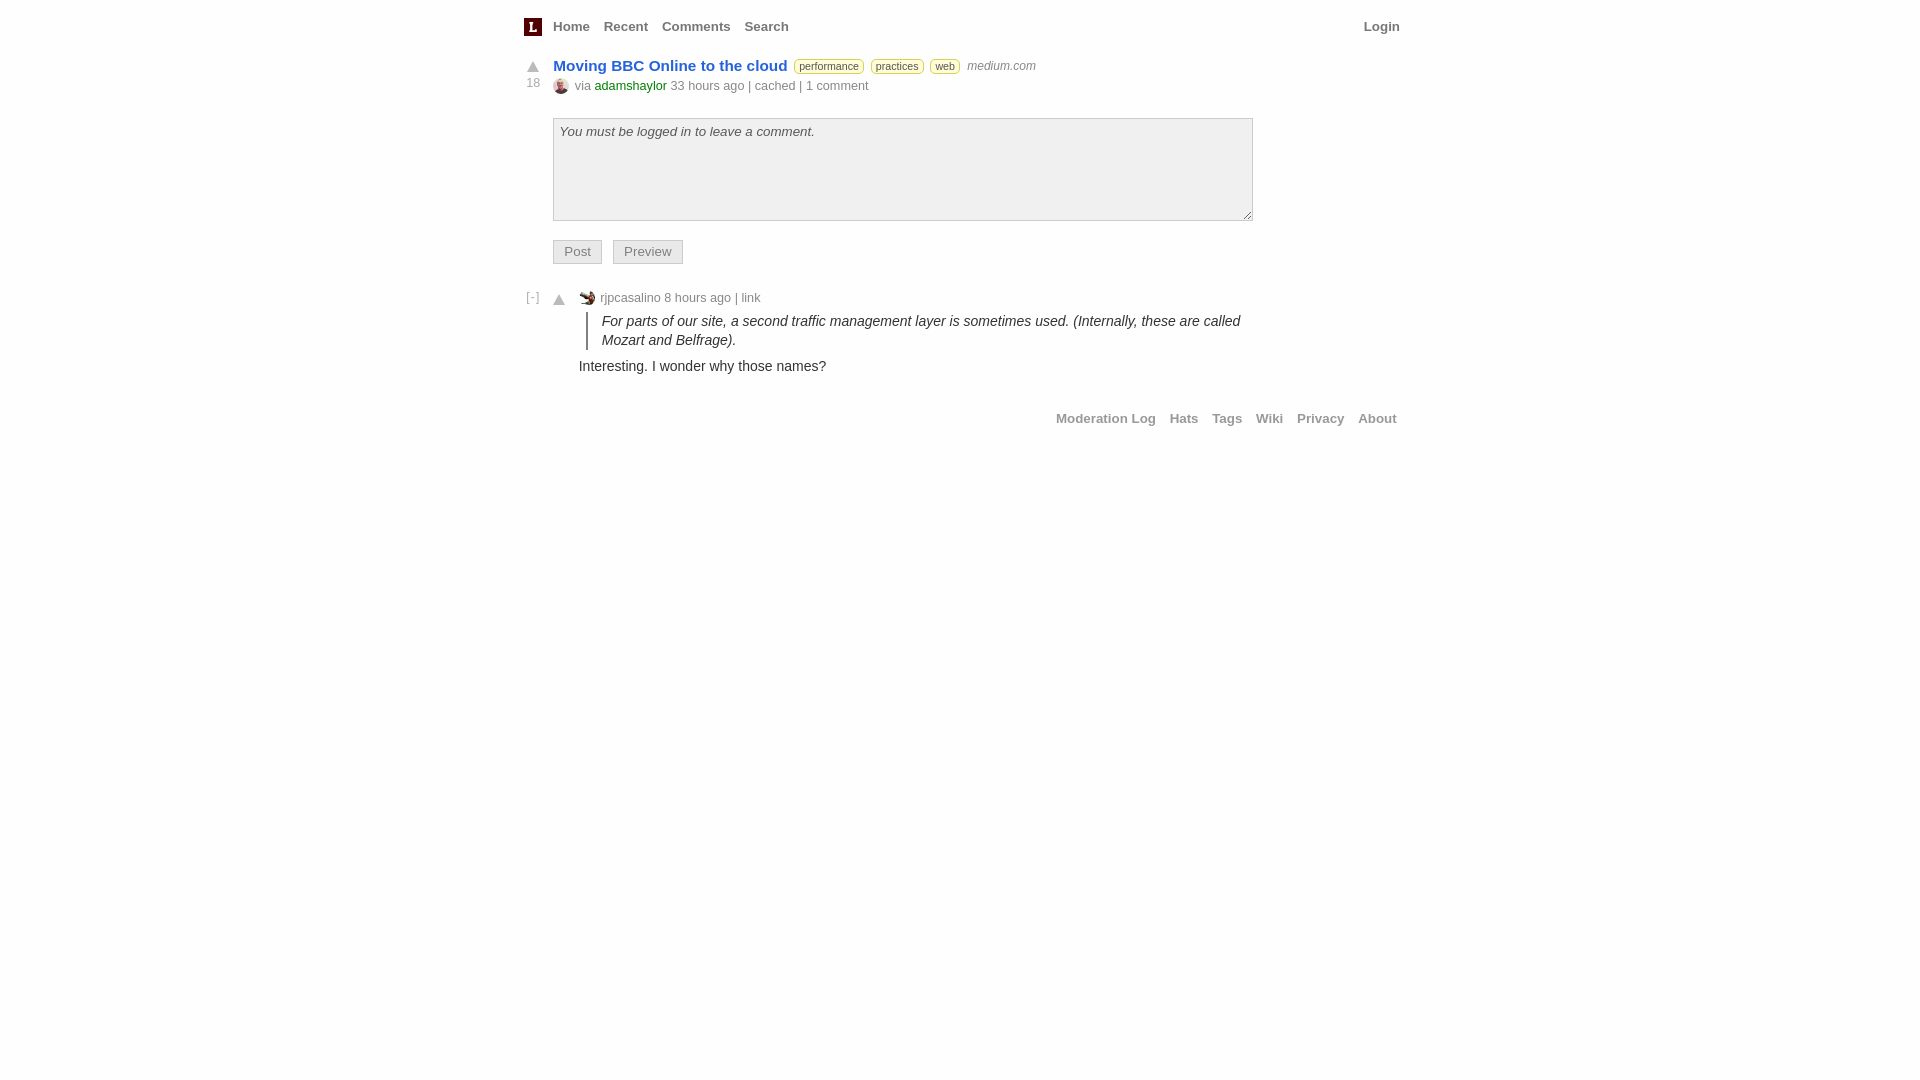 L Home Recent Comments Search Login
Moving BBC Online to the cloud performance practices web medium.com
18 via adamshaylor 33 hours ago | cached | 1 comment
You must be logged in to leave a comment.
Post Preview
[-] rjpcasalino 8 hours ago | link
For parts of our site, a second traffic management layer is sometimes used. (Internally, these are called
Mozart and Belfrage).
Interesting. I wonder why those names?
Moderation Log Hats Tags Wiki Privacy About